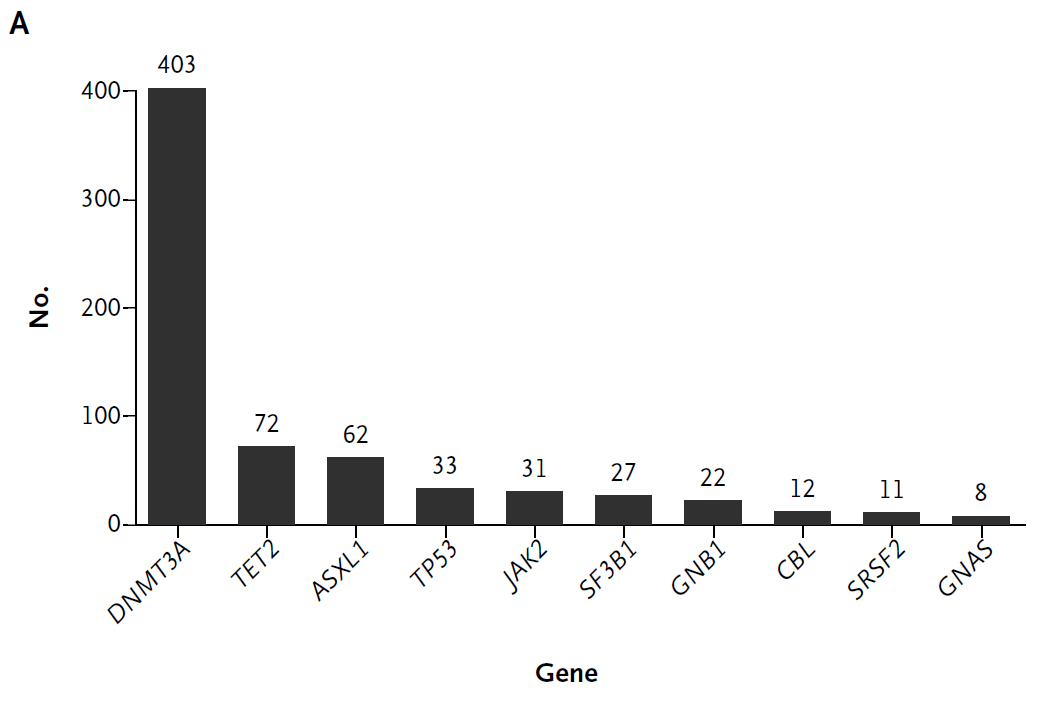 A
403
400
300
200
100
0
72
62
33
31
27
22
12
11
8
No.
DNMT3A
TET2
ASXL1
TP53
JAK2
SF3B1
GNB1
CBL
SRSF2
GNAS
Gene